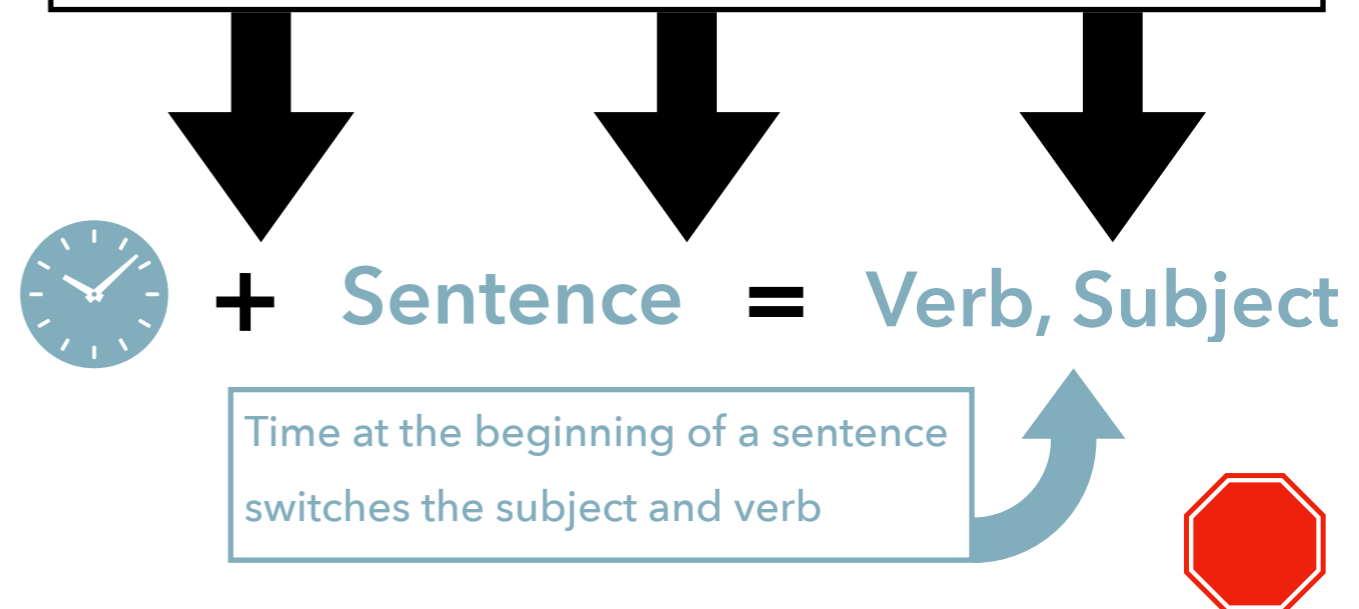 + Sentence = Verb, Subject
Time at the beginning of a sentence
switches the subject and verb